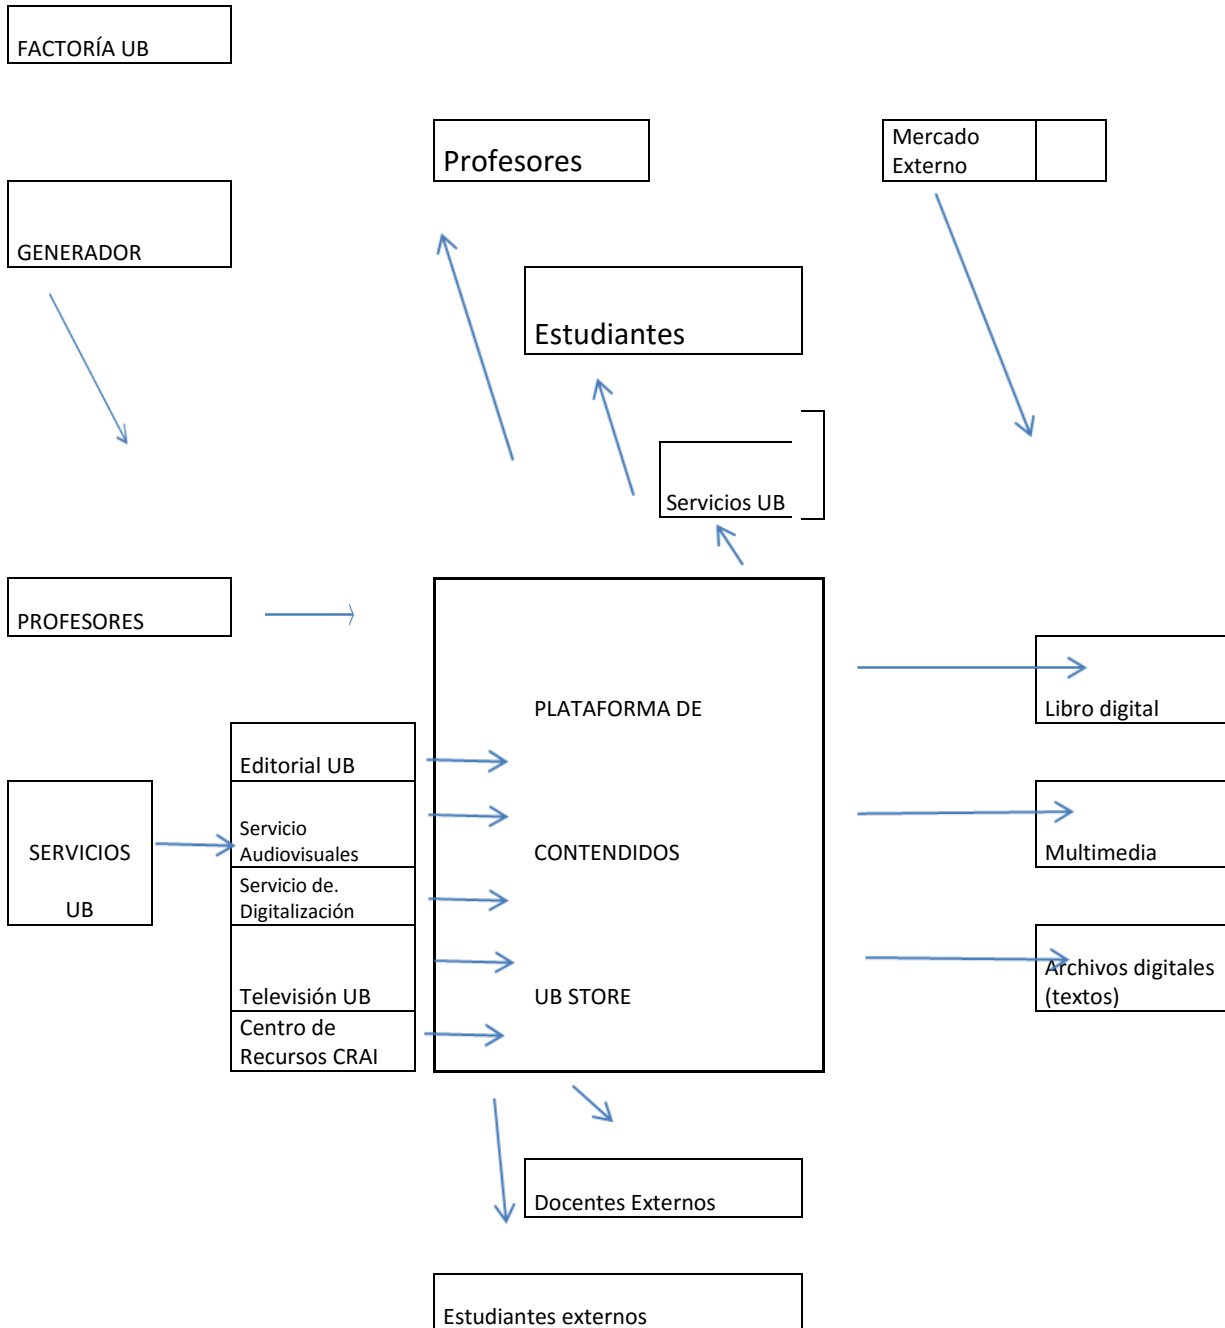 FACTORÍA UB
Profesores
Mercado
Externo
GENERADOR
Estudiantes
Servicios UB
PROFESORES
PLATAFORMA DE
Libro digital
Editorial UB
Servicio
Audiovisuales
SERVICIOS
CONTENDIDOS
Multimedia
Servicio de.
Digitalización
UB
Archivos digitales
(textos)
Televisión UB
UB STORE
Centro de
Recursos CRAI
Docentes Externos
Estudiantes externos